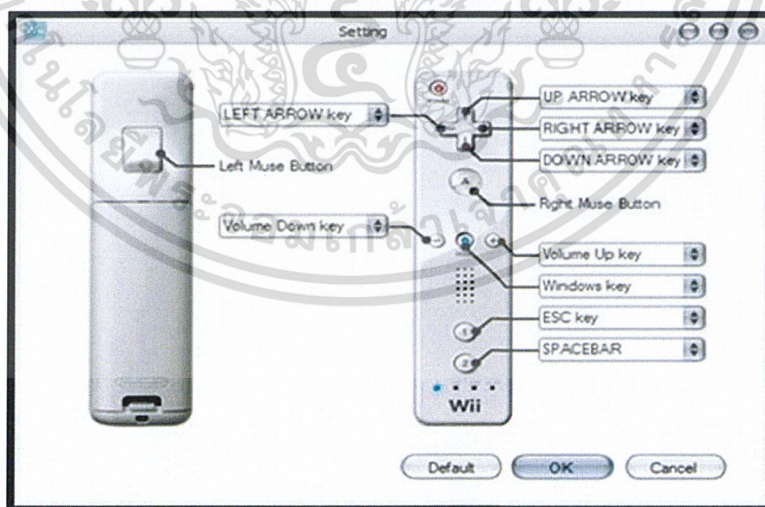 Setting
UP ARROW key
LEFT ARROW key
RIGHT ARROW key
DOWN ARROW key
Left Muse Button
A
Right Muse Button
Volume Down key
Volume Up key
Windows key
ESC key
1
SPACEBAR
2
Wii
Default
OK
Cancel